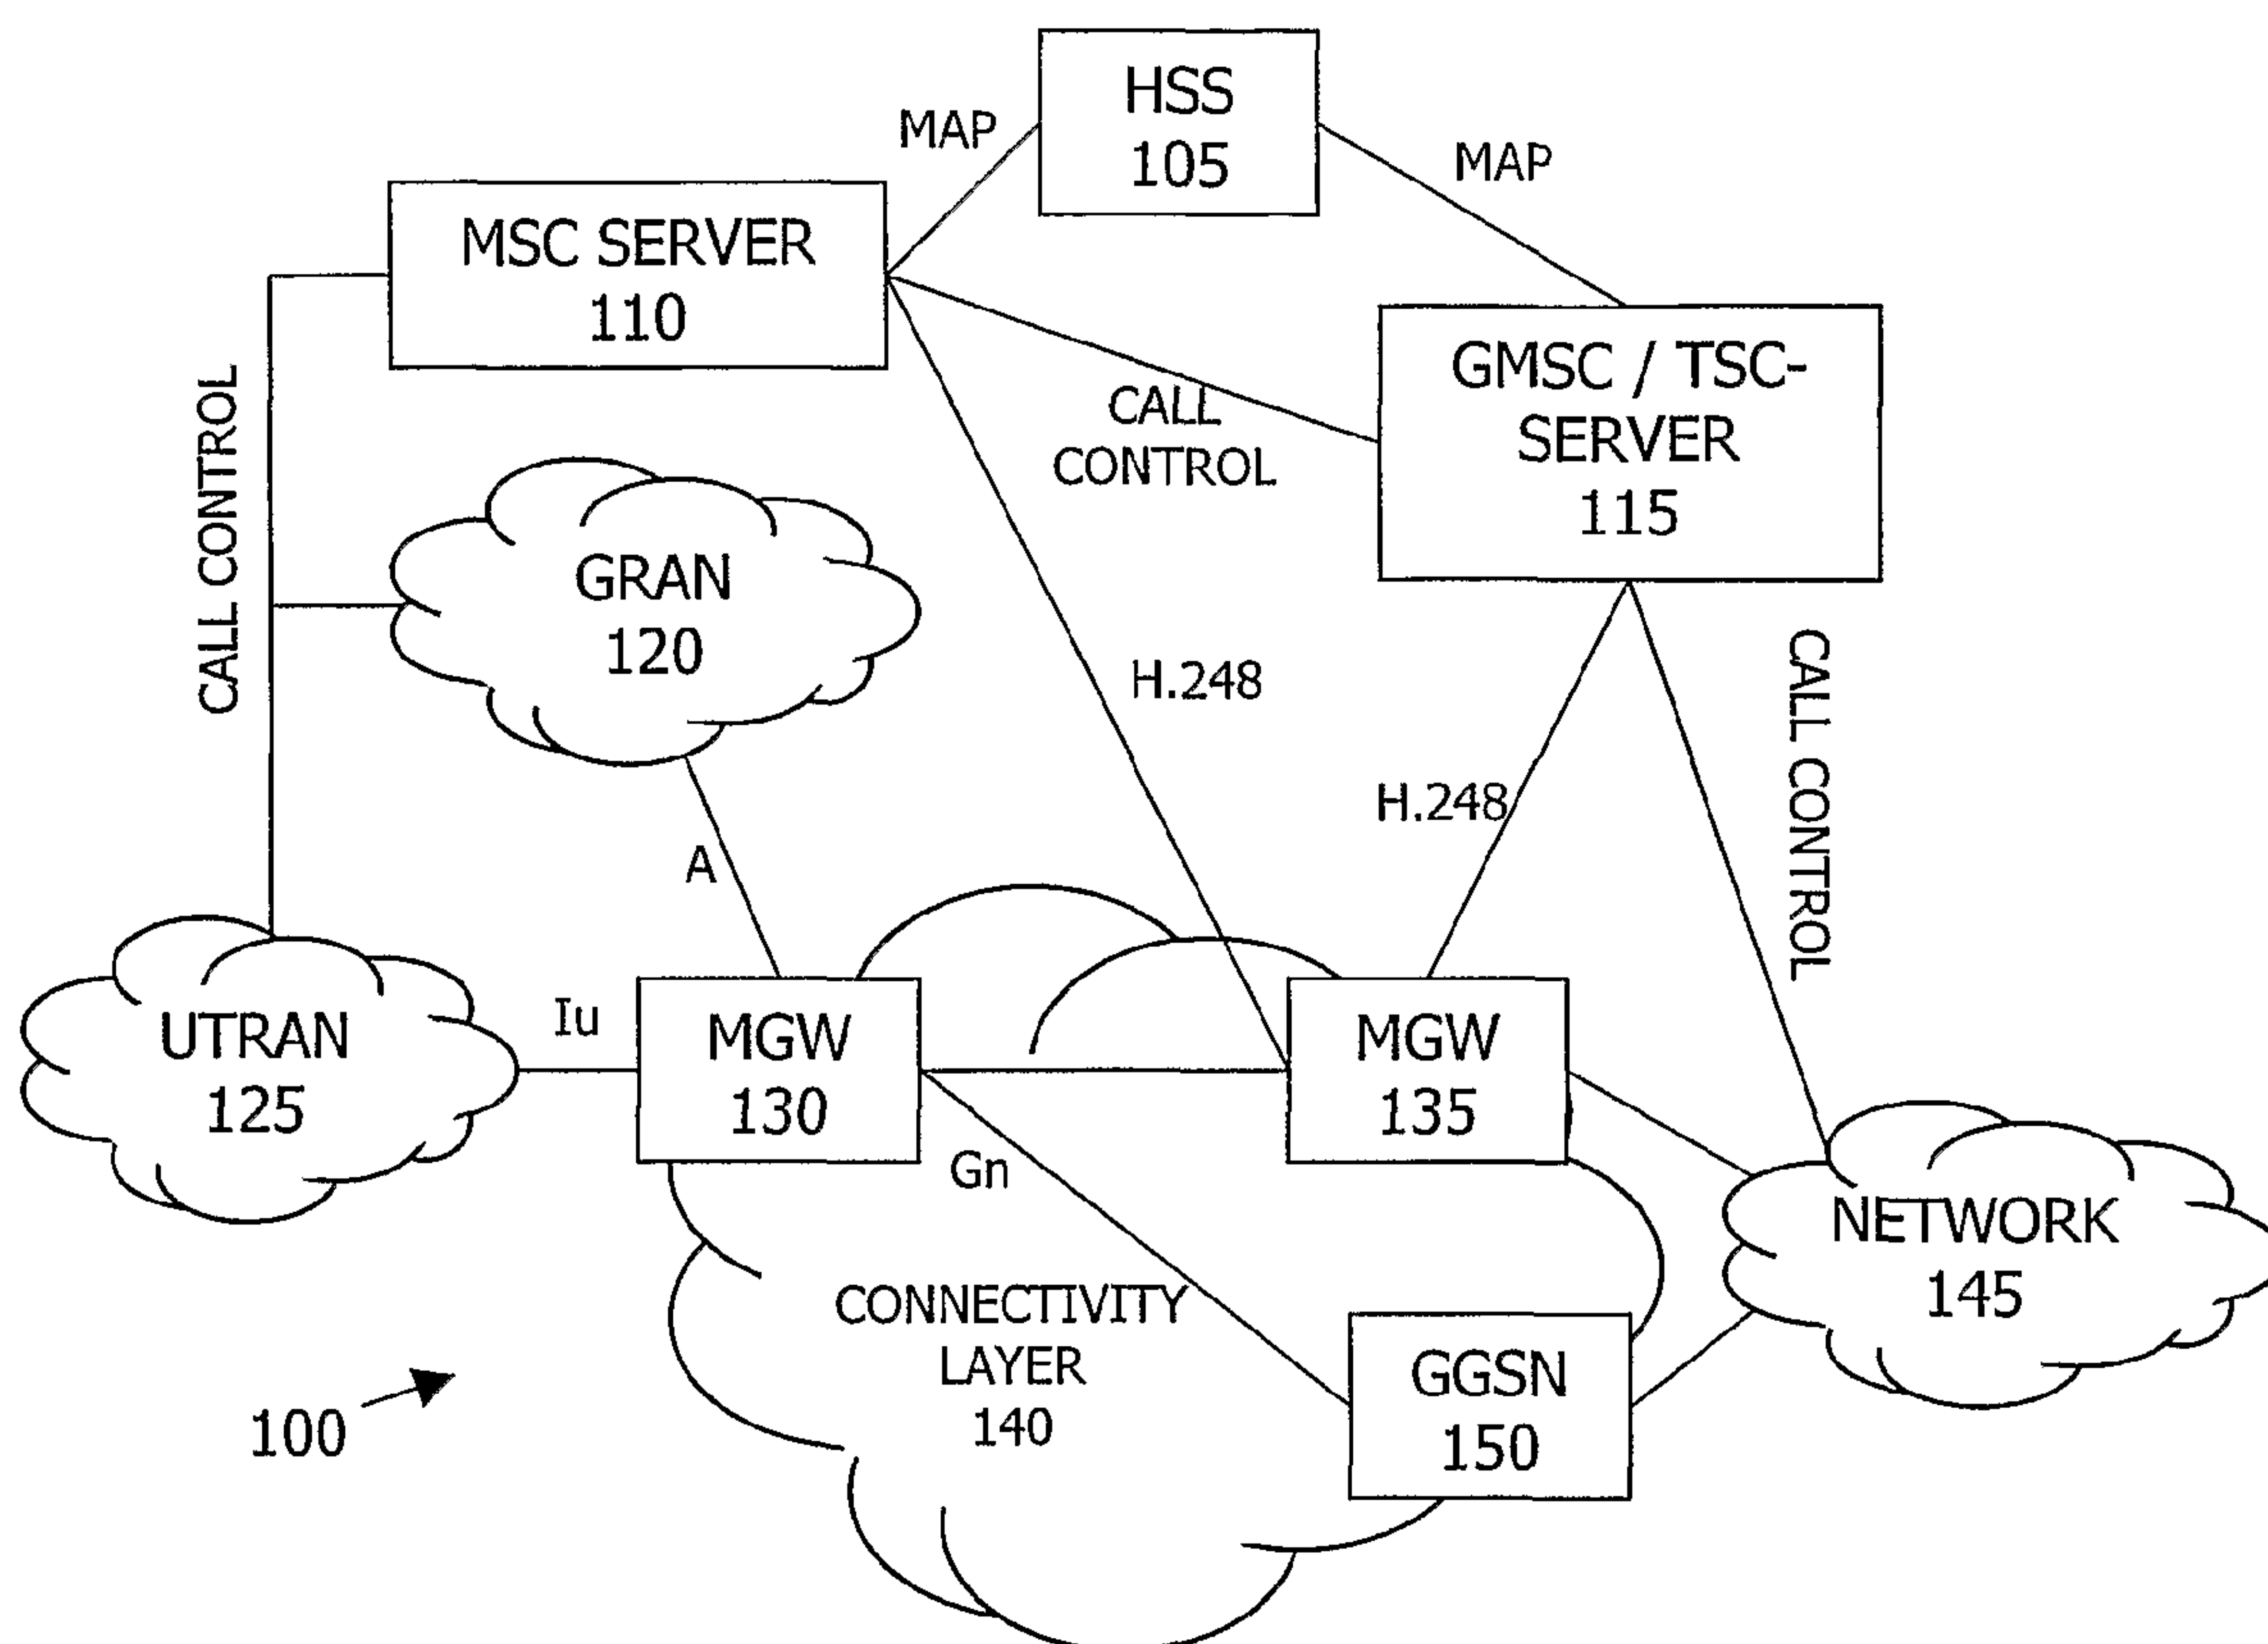 HSS
105
MAP
MAP
MSC SERVER
110
GMSC / TSC-
SERVER
115
CALL CONTROL
CALL
CONTROL
GRAN
120
H.248
H.248
CALL CONTROL
A
Iu
UTRAN
125
MGW
130
MGW
135
Gn
NETWORK
145
CONNECTIVITY
LAYER
140
GGSN
150
100